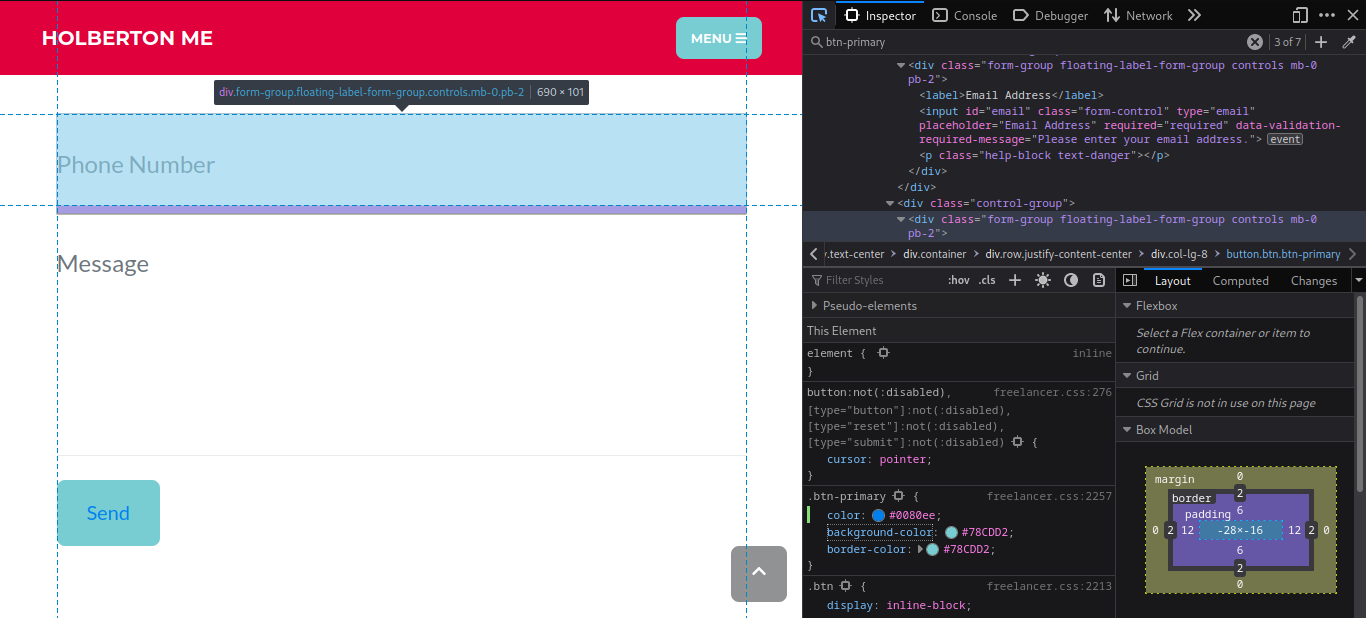 HOLBERTON ME
MENU
div.form-group.floating-label-form-group.controls.mb-0.pb-2 | 690 × 101
Phone Number
Message
Send
Inspector
Console
Debugger
Network
btn-primary
3 of 7
<div class="form-group floating-label-form-group controls mb-0
pb-2">
<label>Email Address</label>
<input id="email" class="form-control" type="email"
placeholder="Email Address" required="required" data-validation-
required-message="Please enter your email address."> event
<p class="help-block text-danger"></p>
</div>
</div>
<div class="control-group">
<div class="form-group floating-label-form-group controls mb-0
pb-2">
.text-center > div.container > div.row.justify-content-center > div.col-lg-8 > button.btn.btn-primary
Filter Styles
:hov .cls +
Pseudo-elements
This Element
element { inline
}
button:not(:disabled), freelancer.css:276
[type="button"]:not(:disabled),
[type="reset"]:not(:disabled),
[type="submit"]:not(:disabled) {
cursor: pointer;
}
.btn-primary { freelancer.css:2257
color: #0080ee;
background-color: #78CDD2;
border-color: #78CDD2;
}
.btn { freelancer.css:2213
display: inline-block;
Layout
Computed
Changes
Flexbox
Select a Flex container or item to
continue.
Grid
CSS Grid is not in use on this page
Box Model
margin 0
border 2
padding 6
0 2 12 -28×-16 12 2 0
6
2
0